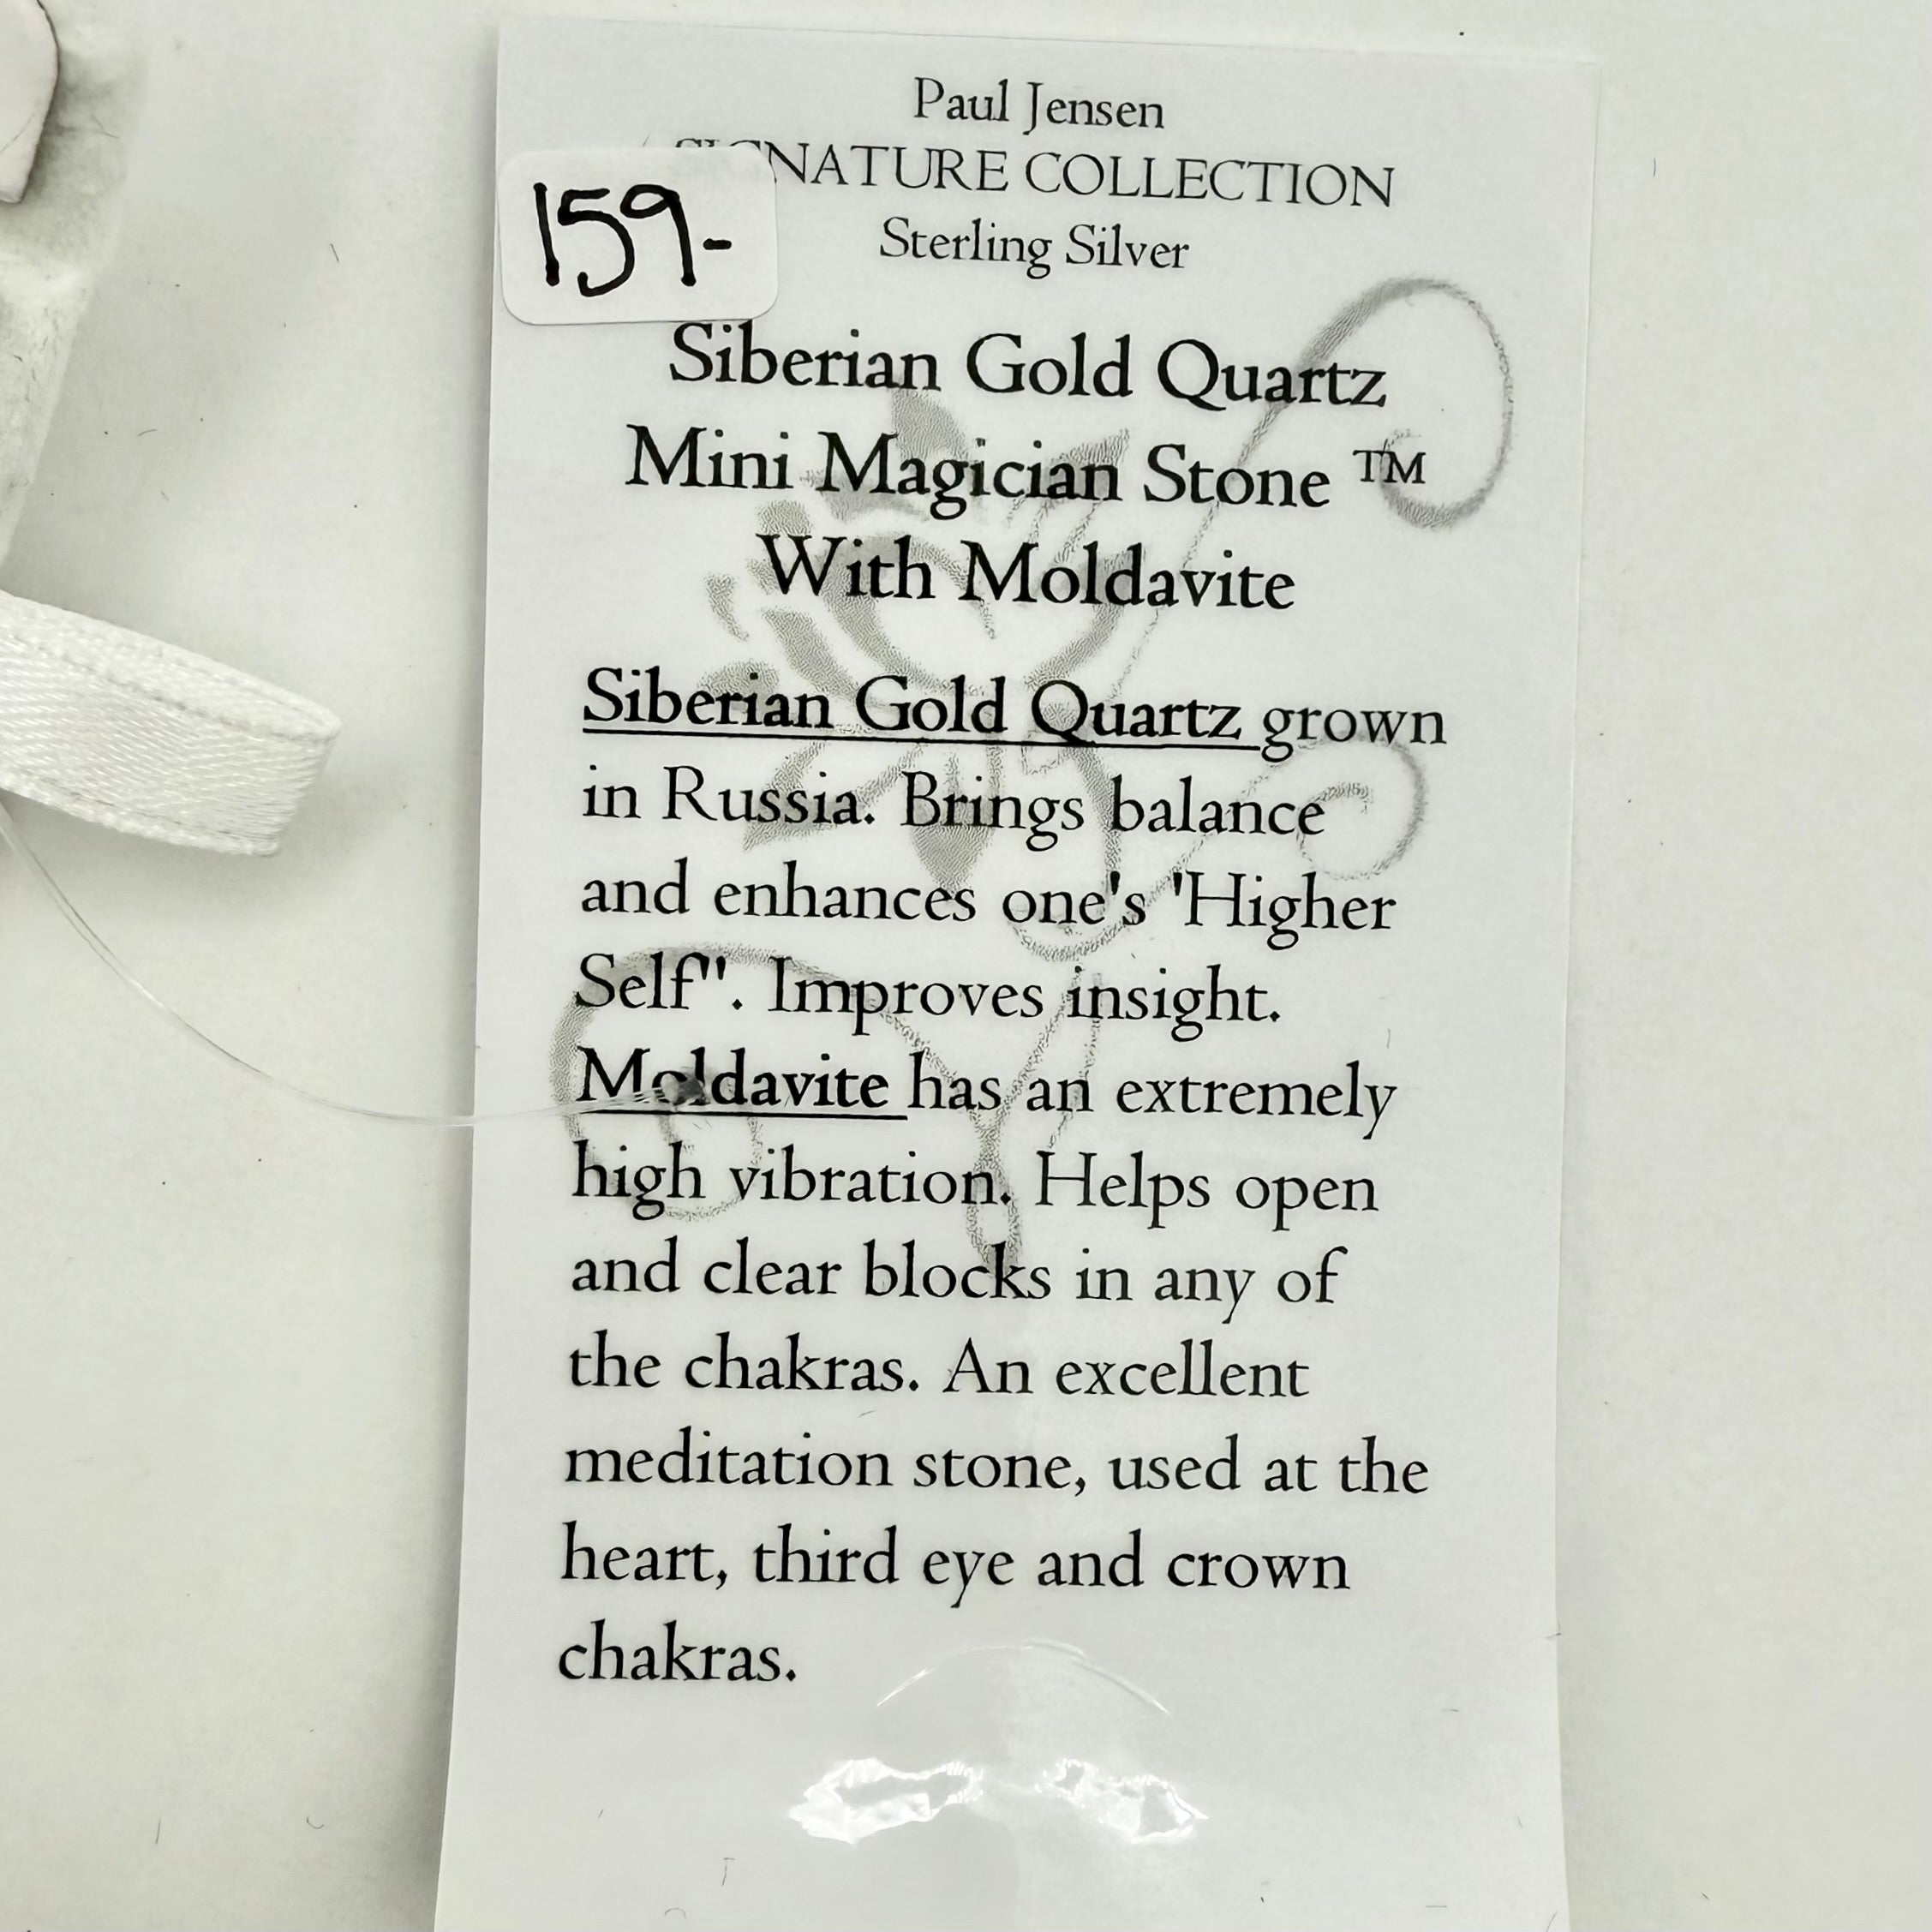 Paul Jensen
SIGNATURE COLLECTION
159-
Sterling Silver
Siberian Gold Quartz
Mini Magician Stone ™
With Moldavite
Siberian Gold Quartz grown
in Russia. Brings balance
and enhances one's 'Higher
Self". Improves insight.
Moldavite has an extremely
high vibration. Helps open
and clear blocks in any of
the chakras. An excellent
meditation stone, used at the
heart, third eye and crown
chakras.